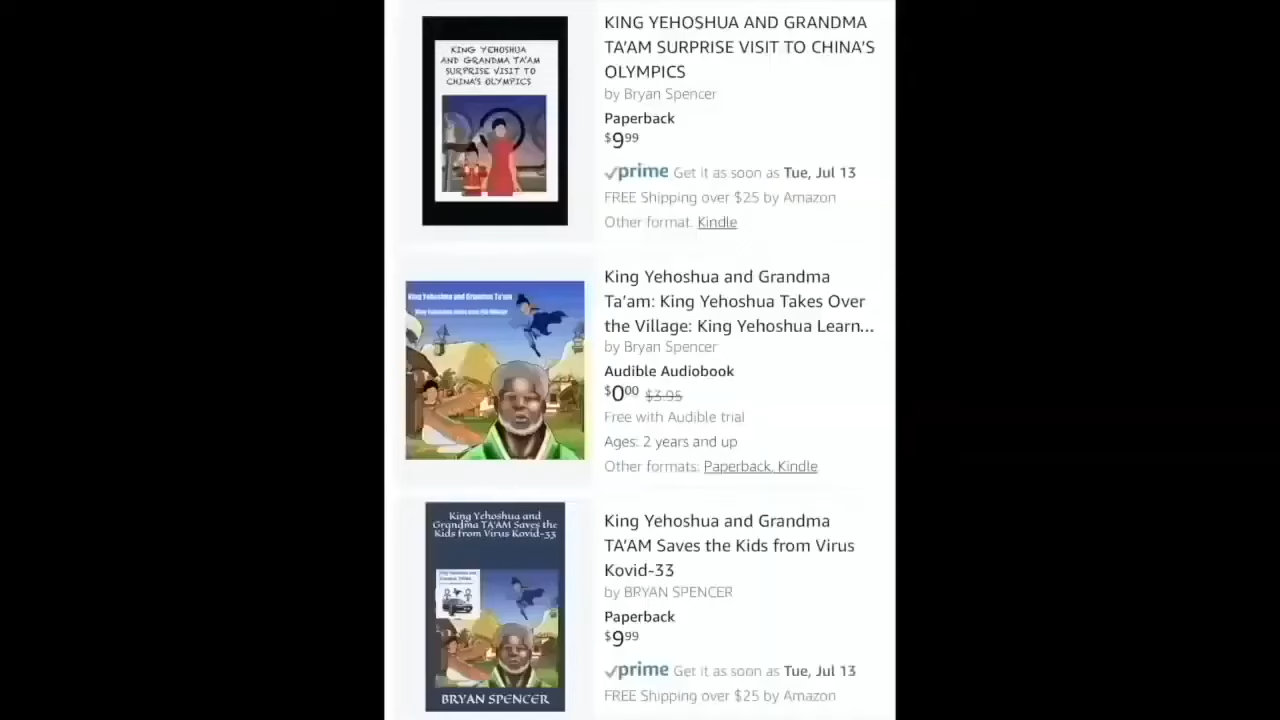 KING YEHOSHUA
AND GRANDMA TA'AM
SURPRISE VISIT TO
CHINA'S OLYMPICS
KING YEHOSHUA AND GRANDMA
TA'AM SURPRISE VISIT TO CHINA'S
OLYMPICS
by Bryan Spencer
Paperback
$9 99
prime Get it as soon as Tue, Jul 13
FREE Shipping over $25 by Amazon
Other format. Kindle
King Yehoshua and Grandma Ta'am
King Yehoshua takes over the Village
King Yehoshua and Grandma
Ta'am: King Yehoshua Takes Over
the Village: King Yehoshua Learn...
by Bryan Spencer
Audible Audiobook
$0 00 $3.95
Free with Audible trial
Ages: 2 years and up
Other formats: Paperback, Kindle
King Yehoshua and
Grandma TA'AM Saves the
Kids from Virus Kovid-33
BRYAN SPENCER
King Yehoshua and Grandma
TA'AM Saves the Kids from Virus
Kovid-33
by BRYAN SPENCER
Paperback
$9 99
prime Get it as soon as Tue, Jul 13
FREE Shipping over $25 by Amazon